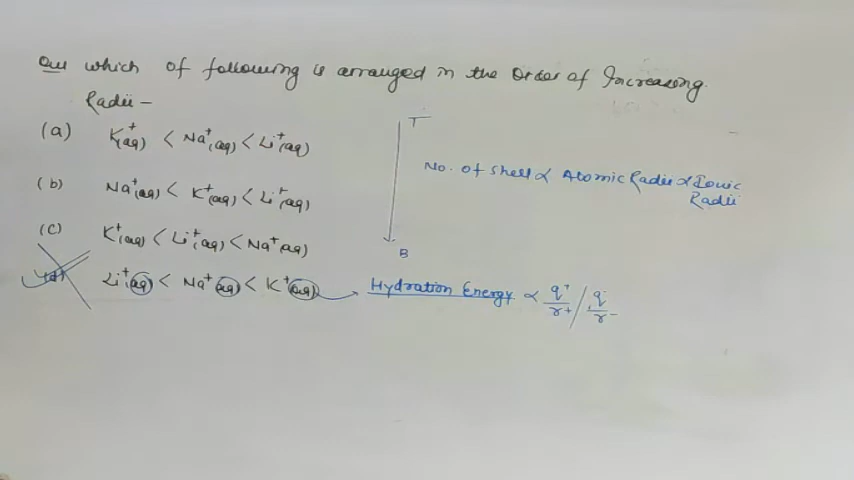 Que which of following is arranged in the Order of Increasing
Radii -
(a) K⁺(aq) < Na⁺(aq) < Li⁺(aq)
(b) Na⁺(aq) < K⁺(aq) < Li⁺(aq)
(C) K⁺(aq) < Li⁺(aq) < Na⁺(aq)
(d) Li⁺(aq) < Na⁺(aq) < K⁺(aq)
T
No. of Shell ∝ Atomic Radii ∝ Ionic
Radii
B
Hydration Energy ∝ q⁺/r⁺ / q⁻/r⁻